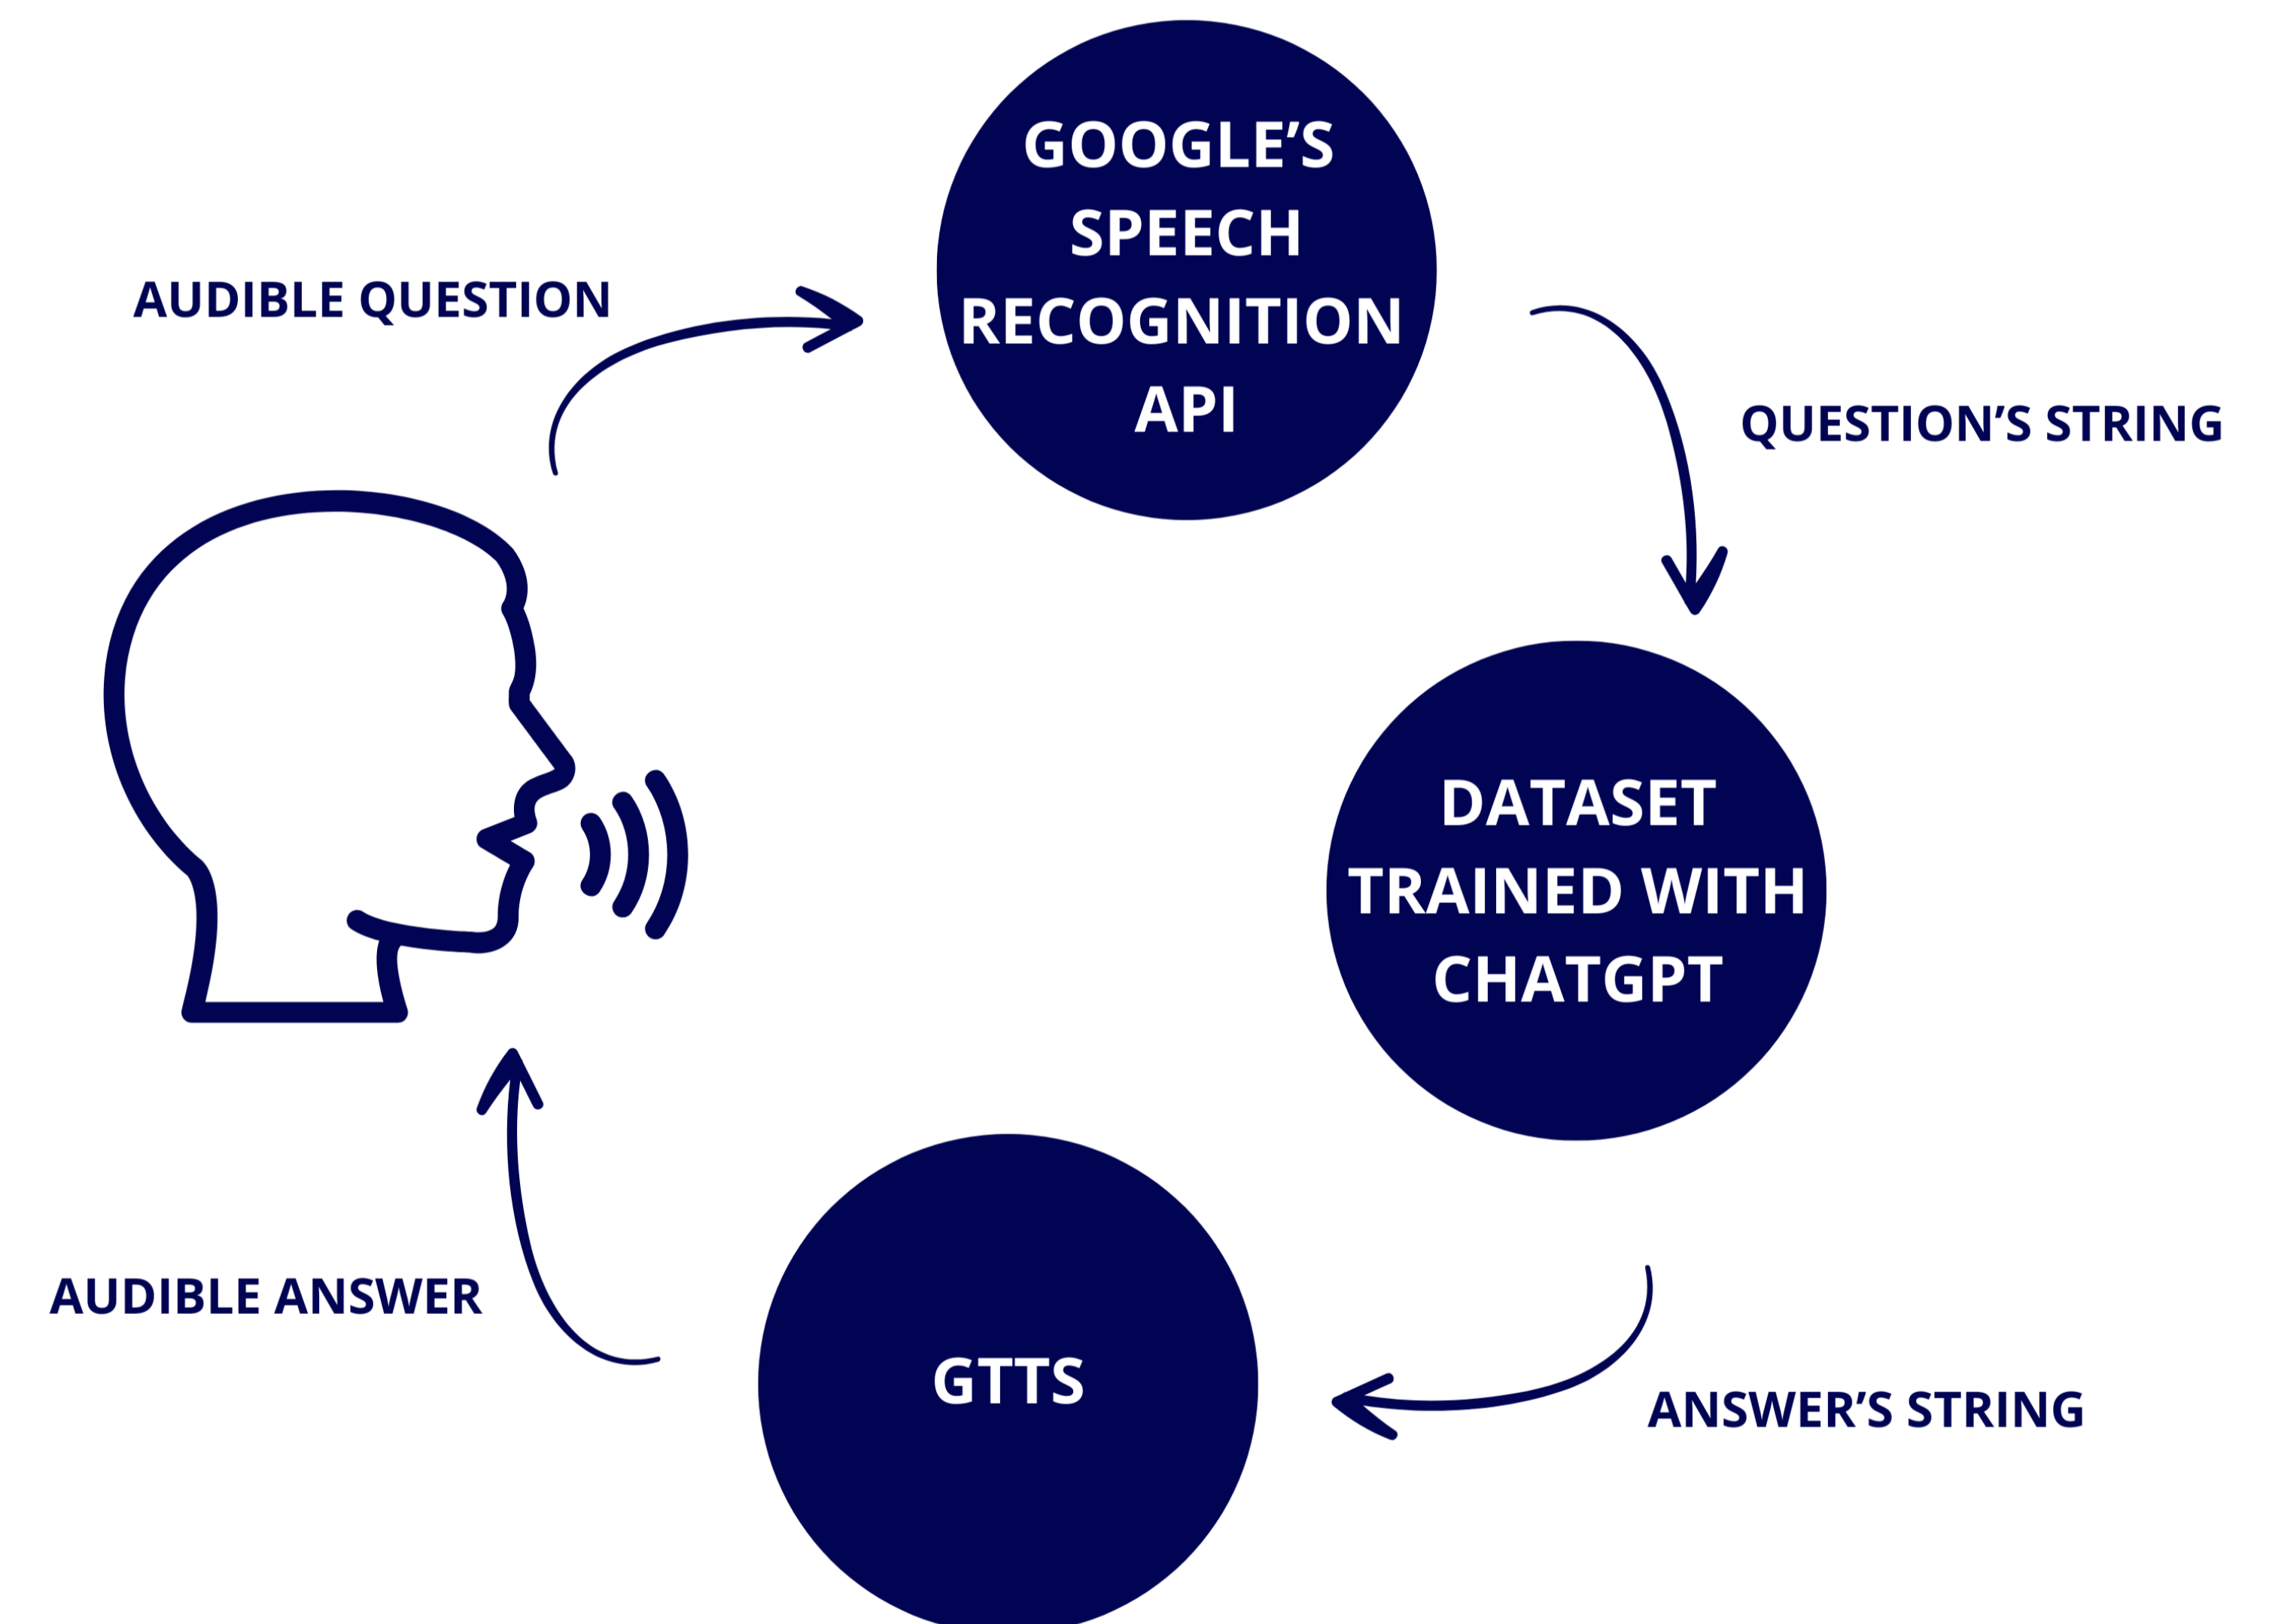 AUDIBLE QUESTION
GOOGLE’S
SPEECH
RECOGNITION
API
QUESTION’S STRING
DATASET
TRAINED WITH
CHATGPT
ANSWER’S STRING
GTTS
AUDIBLE ANSWER